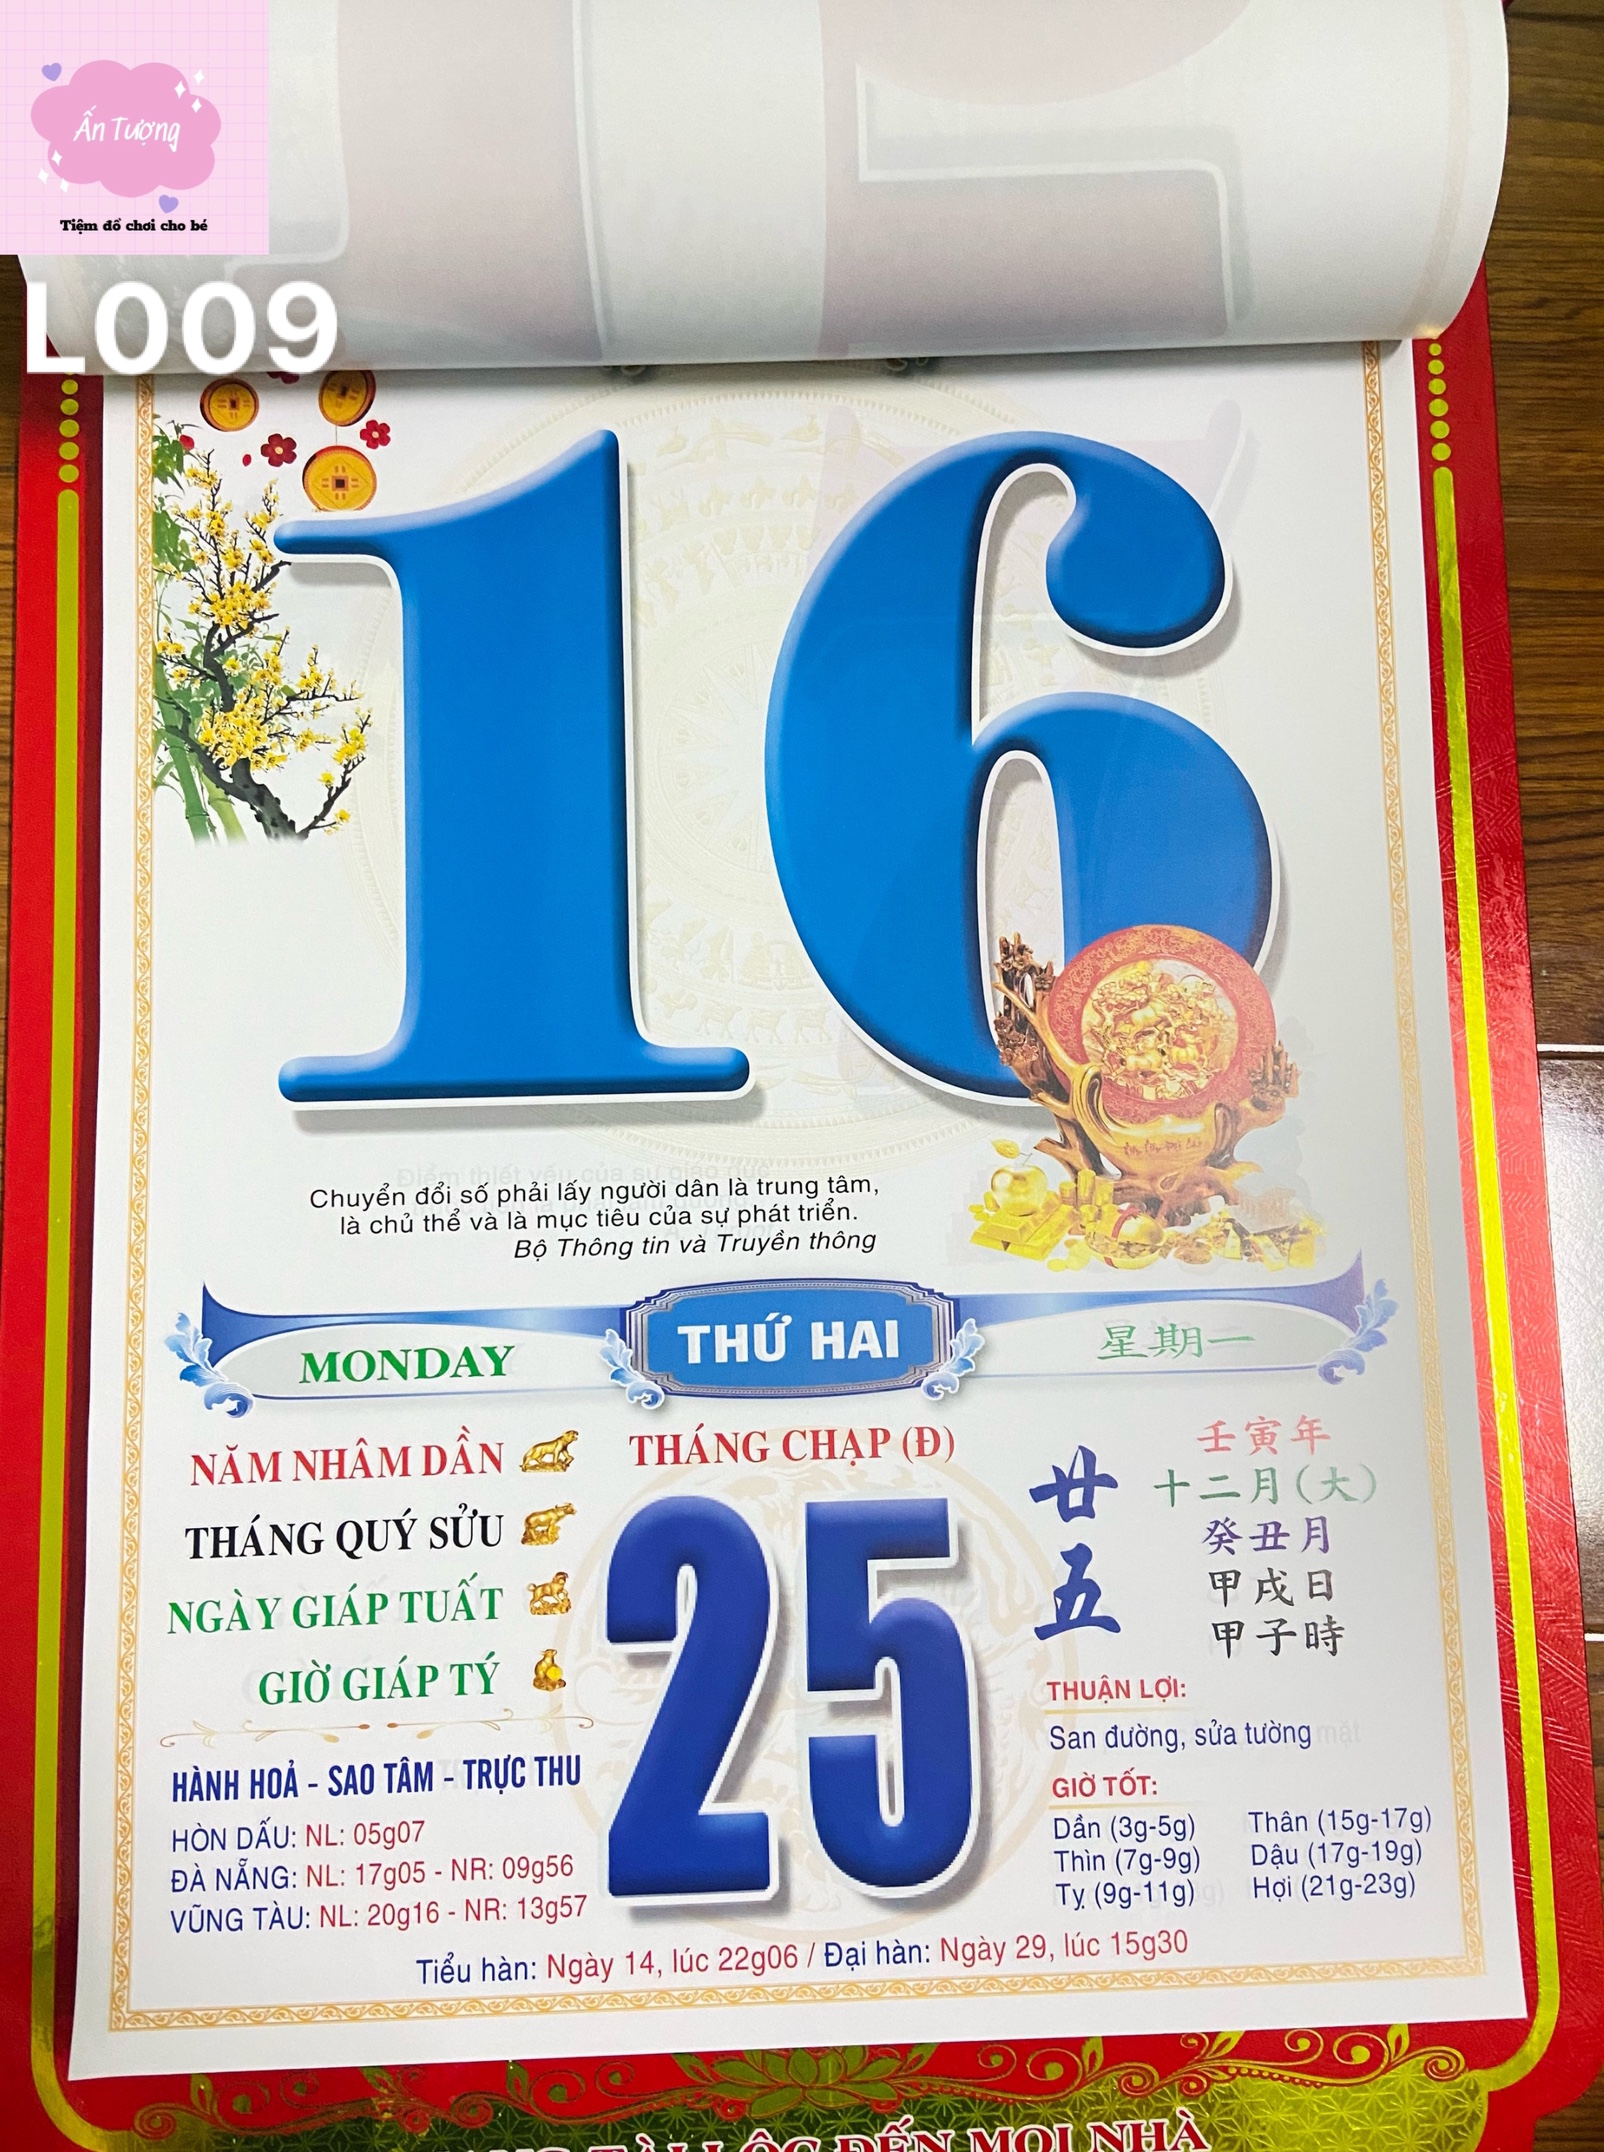 Ấn Tượng
Tiệm đồ chơi cho bé
L009
16
Chuyển đổi số phải lấy người dân là trung tâm,
là chủ thể và là mục tiêu của sự phát triển.
Bộ Thông tin và Truyền thông
MONDAY
THỨ HAI
星期一
NĂM NHÂM DẦN
THÁNG QUÝ SỬU
NGÀY GIÁP TUẤT
GIỜ GIÁP TÝ
THÁNG CHẠP (Đ)
25
廿五
壬寅年
十二月(大)
癸丑月
甲戌日
甲子時
HÀNH HOẢ - SAO TÂM - TRỰC THU
HÒN DẤU: NL: 05g07
ĐÀ NẴNG: NL: 17g05 - NR: 09g56
VŨNG TÀU: NL: 20g16 - NR: 13g57
THUẬN LỢI:
San đường, sửa tường
GIỜ TỐT:
Dần (3g-5g) Thân (15g-17g)
Thìn (7g-9g) Dậu (17g-19g)
Tỵ (9g-11g) Hợi (21g-23g)
Tiểu hàn: Ngày 14, lúc 22g06 / Đại hàn: Ngày 29, lúc 15g30
TÀI LỘC ĐẾN MỌI NHÀ